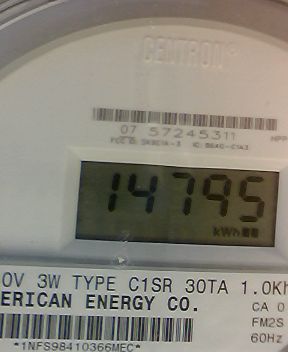 CENTRON®
07 57245311
14795
kWh
0V 3W TYPE C1SR 30TA 1.0Kh
ERICAN ENERGY CO.
CA 0
FM2S
60Hz
*1NFS98410366MEC*